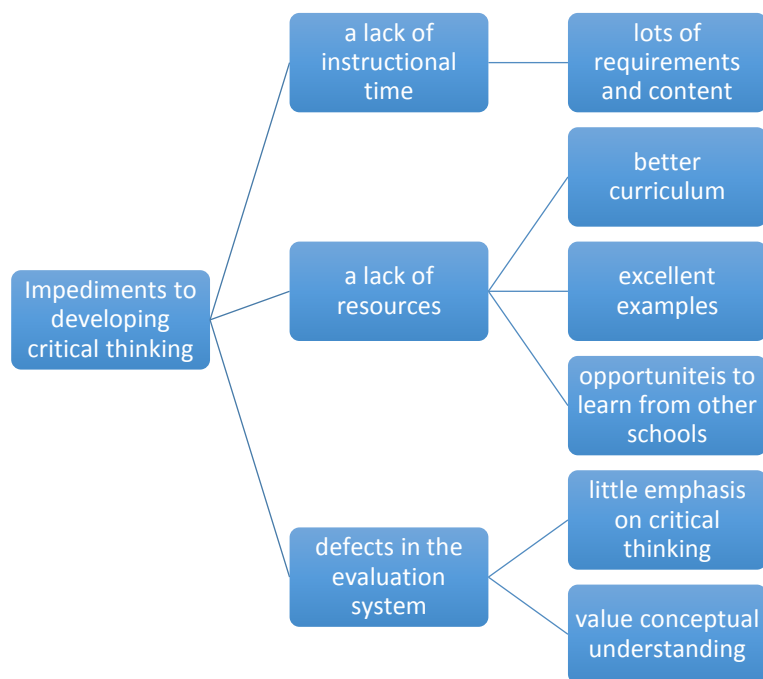 a lack of
instructional
time
lots of
requirements
and content
better
curriculum
Impediments to
developing
critical thinking
a lack of
resources
excellent
examples
opportuniteis to
learn from other
schools
defects in the
evaluation
system
little emphasis
on critical
thinking
value conceptual
understanding